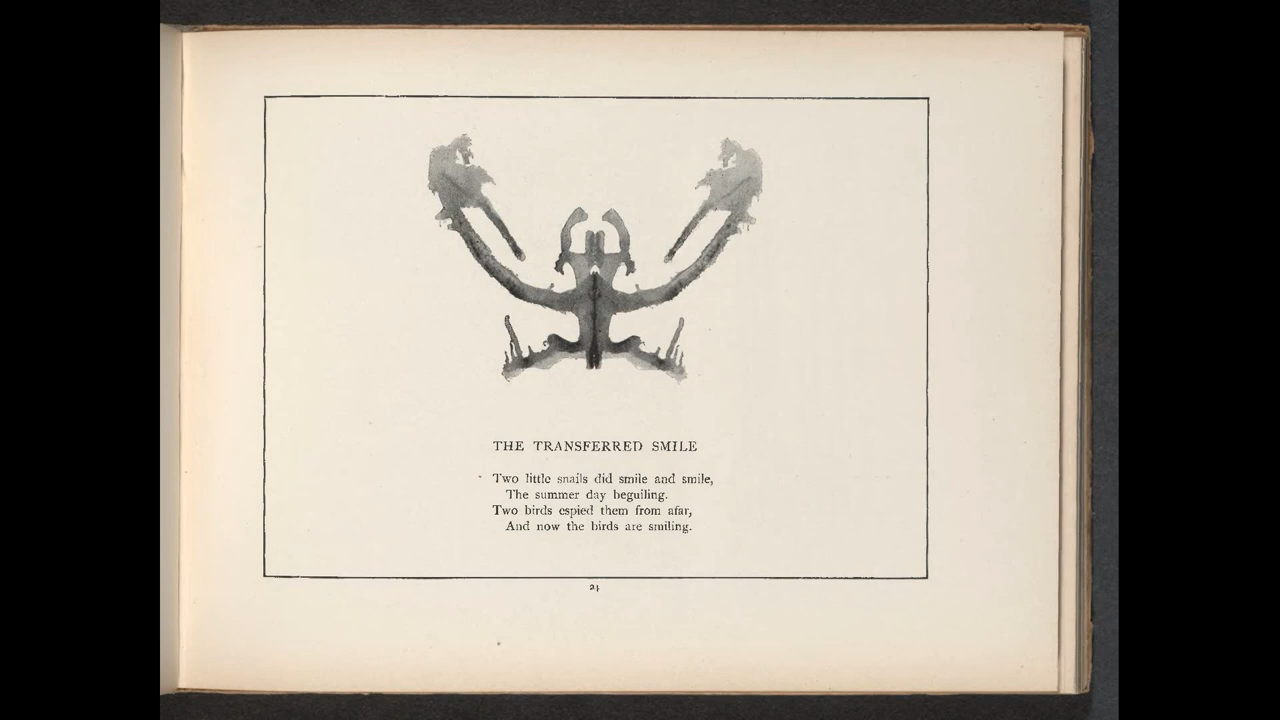 THE TRANSFERRED SMILE
Two little snails did smile and smile,
The summer day beguiling.
Two birds espied them from afar,
And now the birds are smiling.
24